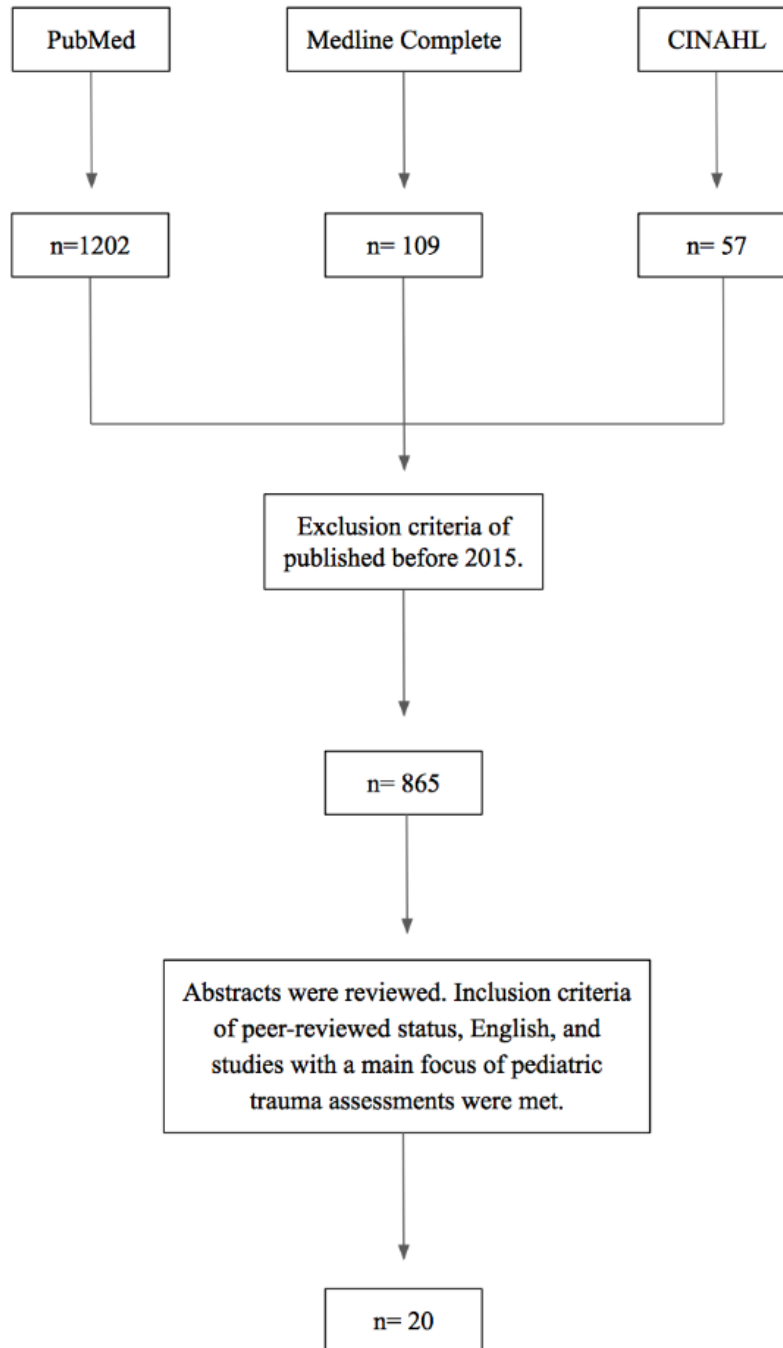 PubMed
Medline Complete
CINAHL
n=1202
n= 109
n= 57
Exclusion criteria of
published before 2015.
n= 865
Abstracts were reviewed. Inclusion criteria
of peer-reviewed status, English, and
studies with a main focus of pediatric
trauma assessments were met.
n= 20